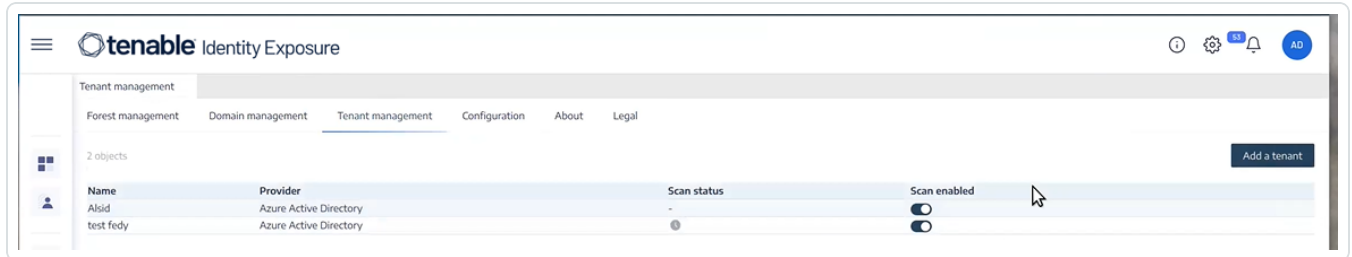 tenable Identity Exposure
53
AD
Tenant management
Forest management Domain management Tenant management Configuration About Legal
2 objects
Add a tenant
Name Provider Scan status Scan enabled
Alsid Azure Active Directory -
test fedy Azure Active Directory